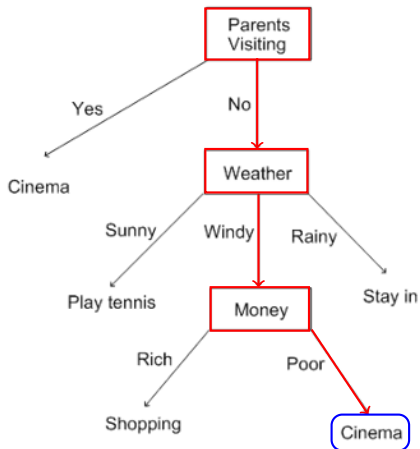 Parents
Visiting
Yes
No
Cinema
Weather
Sunny
Windy
Rainy
Play tennis
Stay in
Money
Rich
Poor
Shopping
Cinema